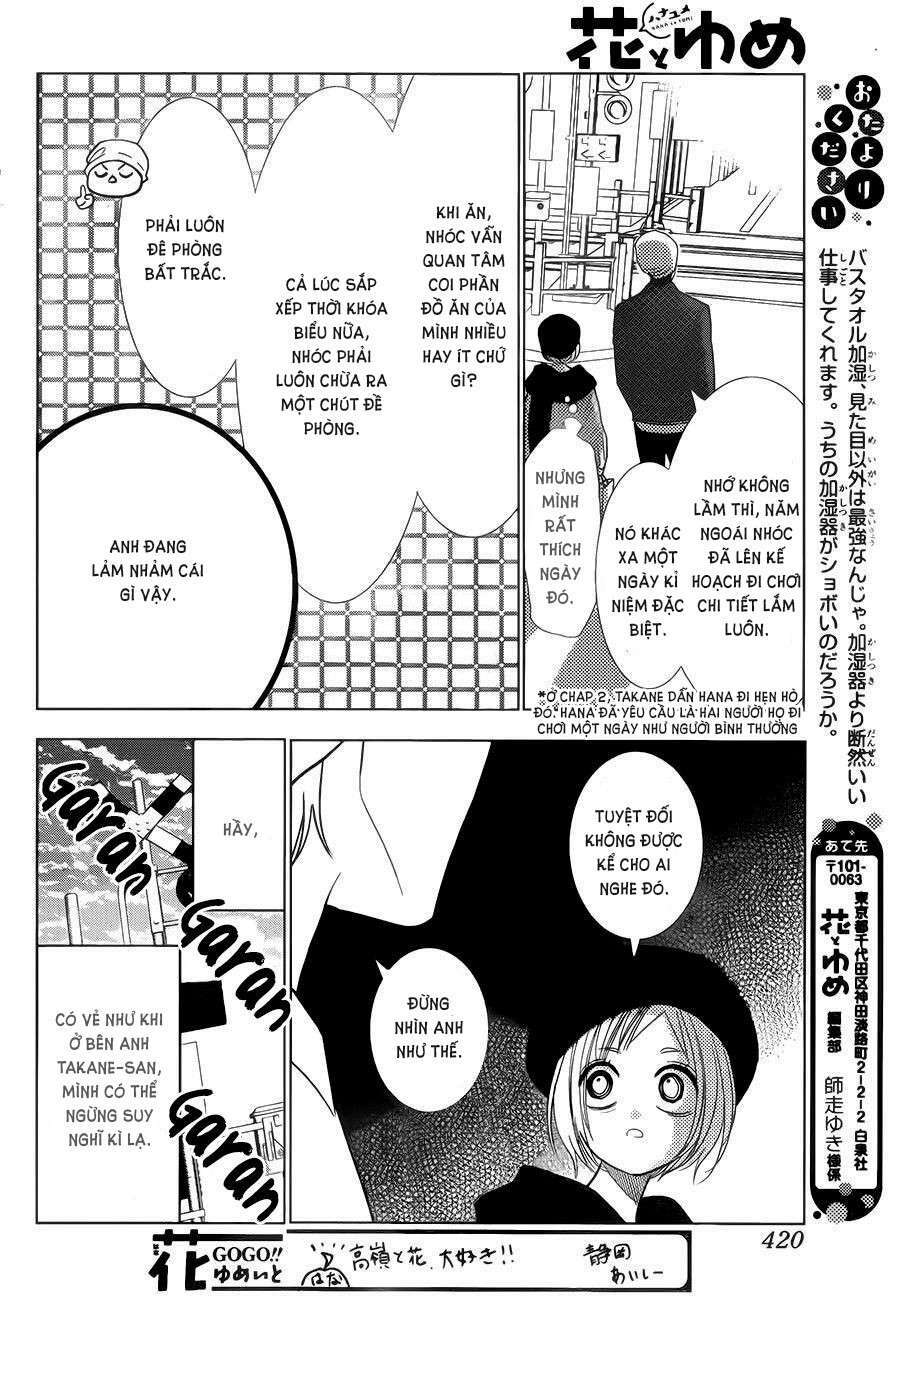 花とゆめ
ハナユメ
HANA to YUME
NHỚ KHÔNG
LẦM THÌ, NĂM
NGOÁI NHÓC
ĐÃ LÊN KẾ
HOẠCH ĐI CHƠI
CHI TIẾT LẮM
LUÔN.
NÓ KHÁC
XA MỘT
NGÀY KỈ
NIỆM ĐẶC
BIỆT.
NHƯNG
MÌNH
RẤT
THÍCH
NGÀY
ĐÓ.
*Ở CHAP 2, TAKANE DẪN HANA ĐI HẸN HÒ,
ĐÓ. HANA ĐÃ YÊU CẦU LÀ HAI NGƯỜI HỌ ĐI
CHƠI MỘT NGÀY NHƯ NGƯỜI BÌNH THƯỜNG
KHI ĂN,
NHÓC VẪN
QUAN TÂM
COI PHẦN
ĐỒ ĂN CỦA
MÌNH NHIỀU
HAY ÍT CHỨ
GÌ?
CẢ LÚC SẮP
XẾP THỜI KHÓA
BIỂU NỮA,
NHÓC PHẢI
LUÔN CHỪA RA
MỘT CHÚT ĐỀ
PHÒNG.
PHẢI LUÔN
ĐỀ PHÒNG
BẤT TRẮC.
ANH ĐANG
LẢM NHẢM CÁI
GÌ VẬY.
TUYỆT ĐỐI
KHÔNG ĐƯỢC
KỂ CHO AI
NGHE ĐÓ.
ĐỪNG
NHÌN ANH
NHƯ THẾ.
HẦY,
Garan
Garan
Garan
CÓ VẺ NHƯ KHI
Ở BÊN ANH
TAKANE-SAN,
MÌNH CÓ THỂ
NGỪNG SUY
NGHĨ KÌ LẠ.
おたより
ください
バスタオル加湿、見た目以外は最強なんじゃ。加湿器より断然いい
仕事してくれます。うちの加湿器がショボいのだろうか。
あて先
〒101-
0063
東京都千代田区神田淡路町2-2-2 白泉社
花とゆめ 編集部 師走ゆき様係
420
花
GOGO!!
ゆめいと
はな
高嶺と花、大好き!!
静岡
あいしー